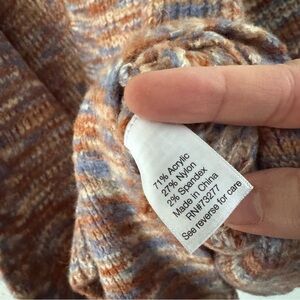 71% Acrylic
27% Nylon
2% Spandex
Made in China
RN#73277
See reverse for care